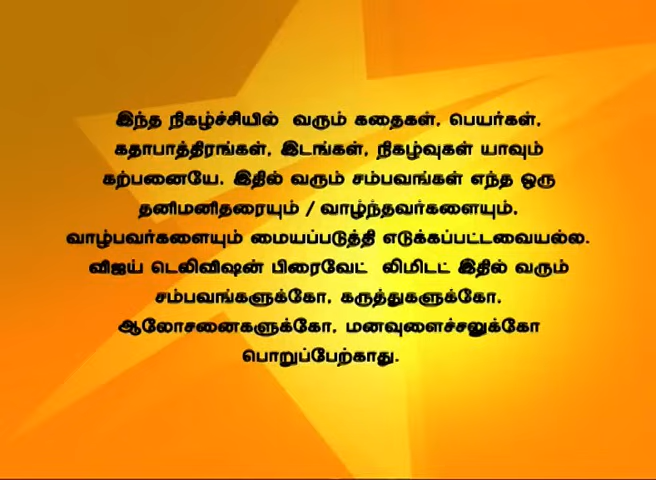 இந்த நிகழ்ச்சியில் வரும் கதைகள், பெயர்கள்,
கதாபாத்திரங்கள், இடங்கள், நிகழ்வுகள் யாவும்
கற்பனையே. இதில் வரும் சம்பவங்கள் எந்த ஒரு
தனிமனிதரையும் / வாழ்ந்தவர்களையும்,
வாழ்பவர்களையும் மையப்படுத்தி எடுக்கப்பட்டவையல்ல.
விஜய் டெலிவிஷன் பிரைவேட் லிமிடட் இதில் வரும்
சம்பவங்களுக்கோ, கருத்துகளுக்கோ,
ஆலோசனைகளுக்கோ, மனவுளைச்சலுக்கோ
பொறுப்பேற்காது.